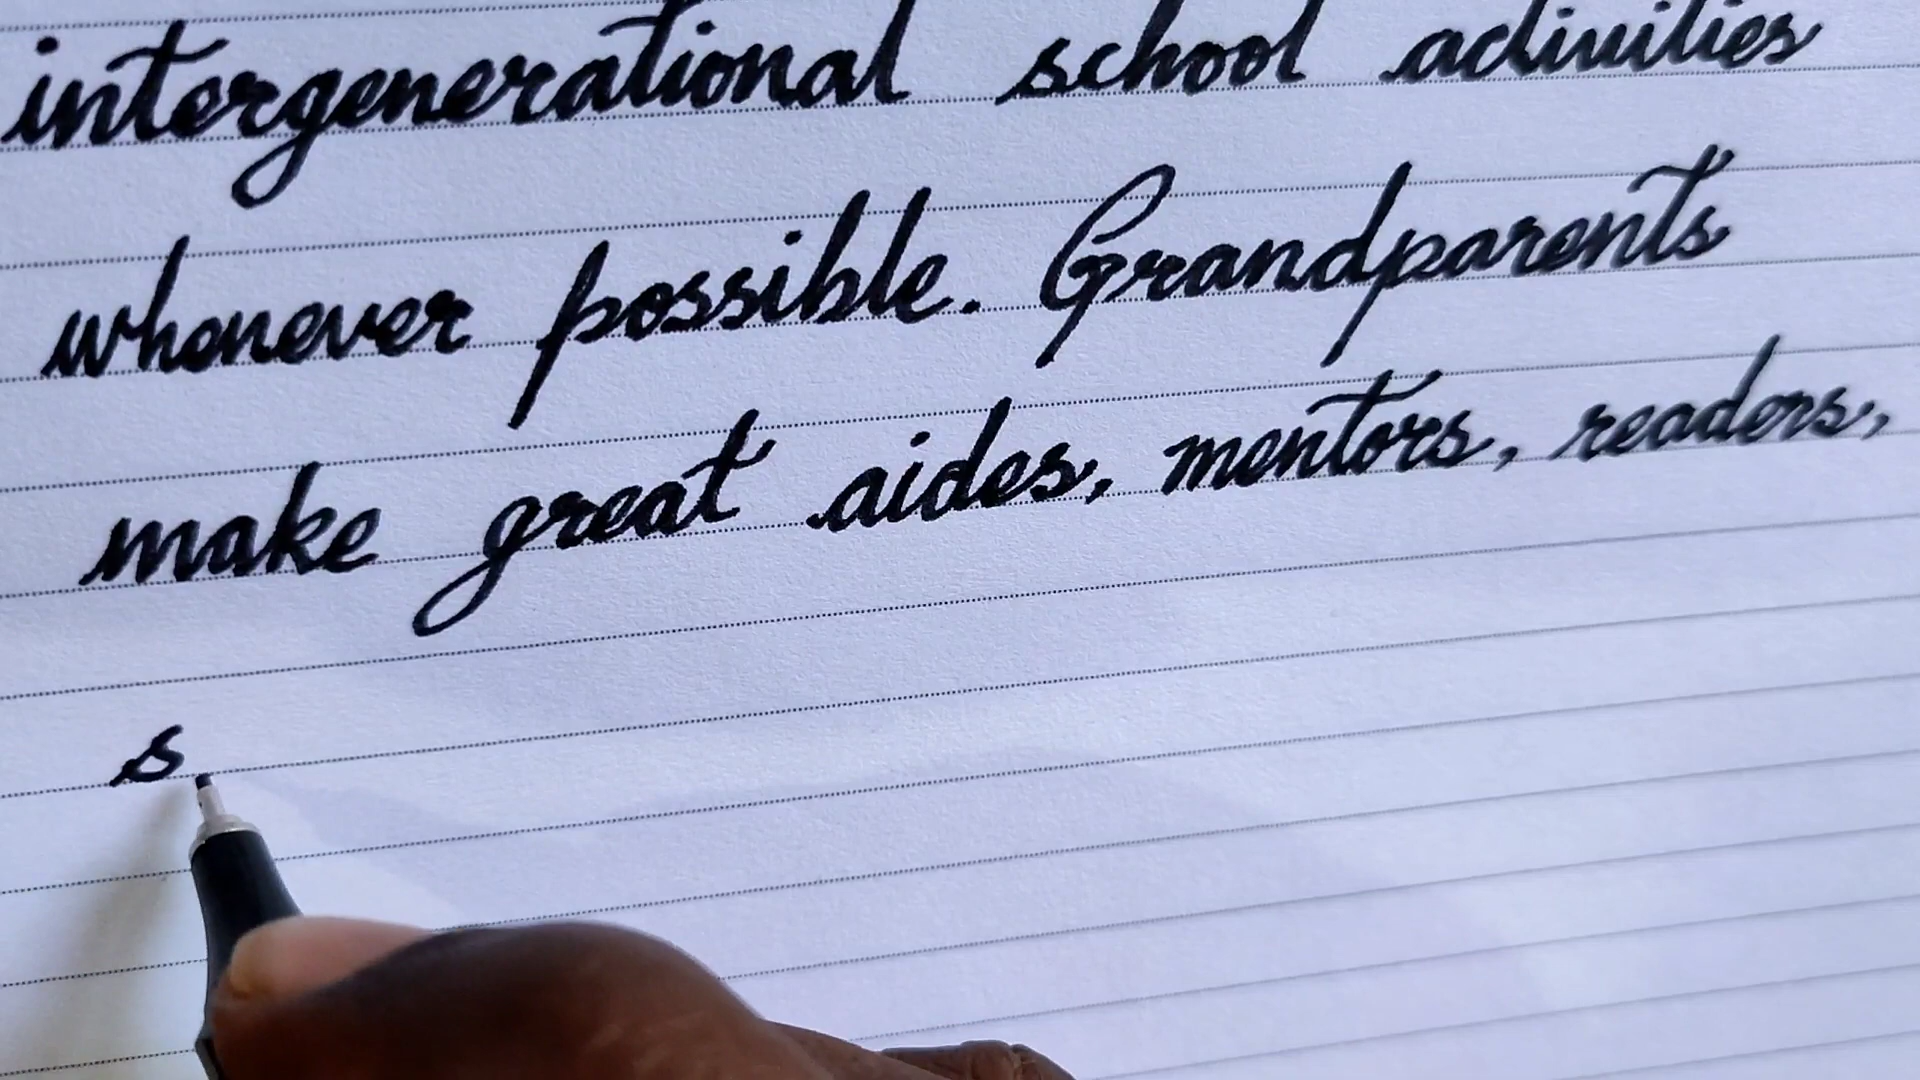 intergenerational school activities
whenever possible. Grandparents
make great aides, mentors, readers,
s